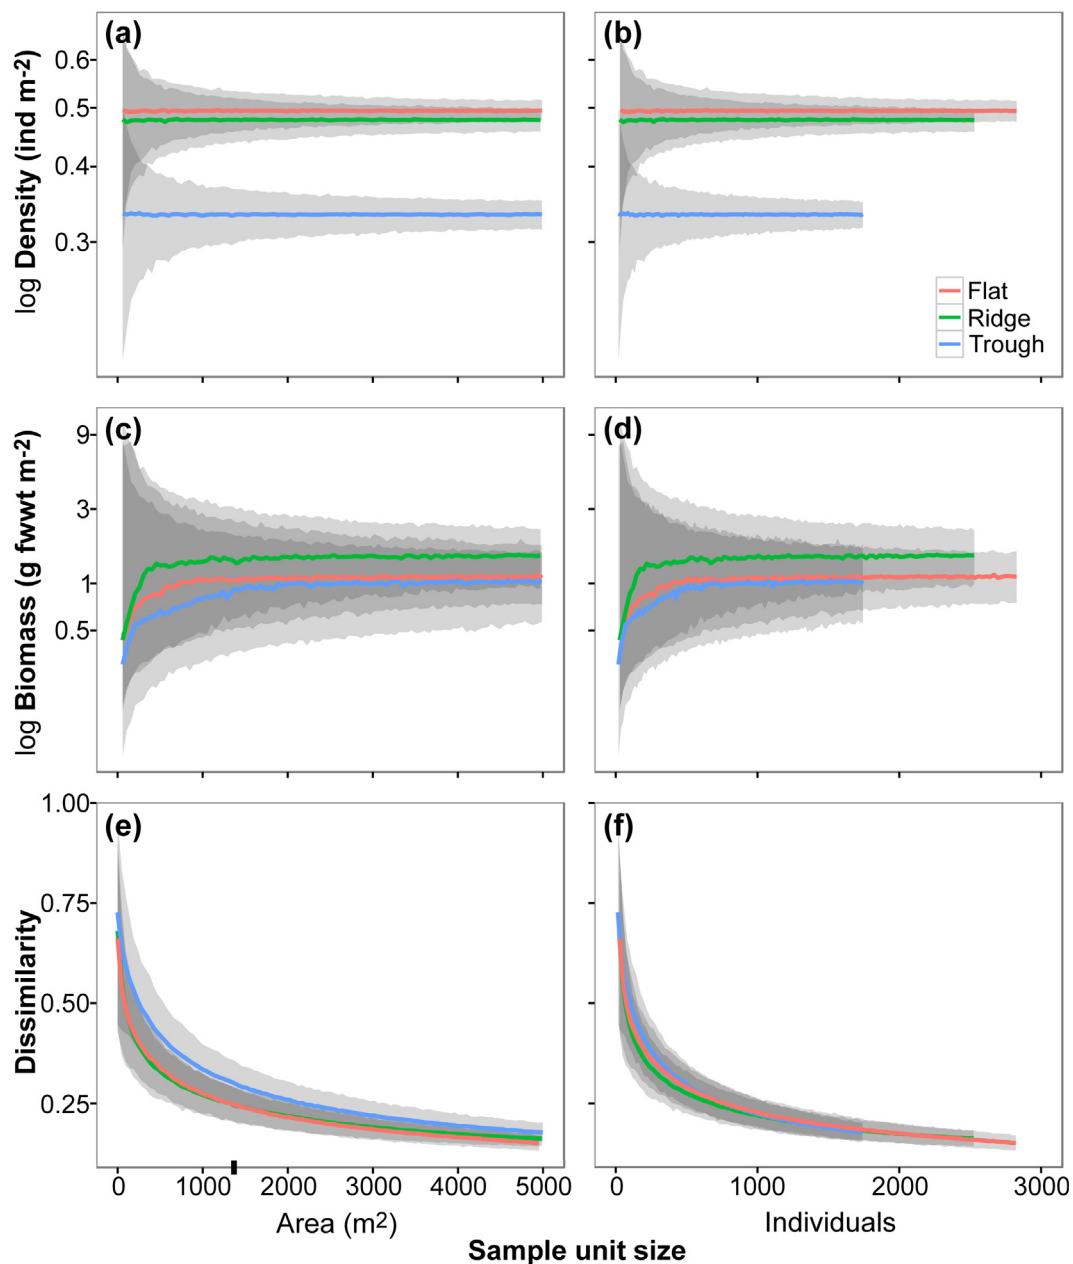 (a)
(b)
log Density (ind m-2)
0.6
0.5
0.4
0.3
Flat
Ridge
Trough
(c)
(d)
log Biomass (g fwwt m-2)
9
3
1
0.5
0 1000 2000 3000 4000 5000
0 1000 2000 3000
(e)
(f)
Dissimilarity
1.00
0.75
0.50
0.25
Area (m2)
Individuals
Sample unit size